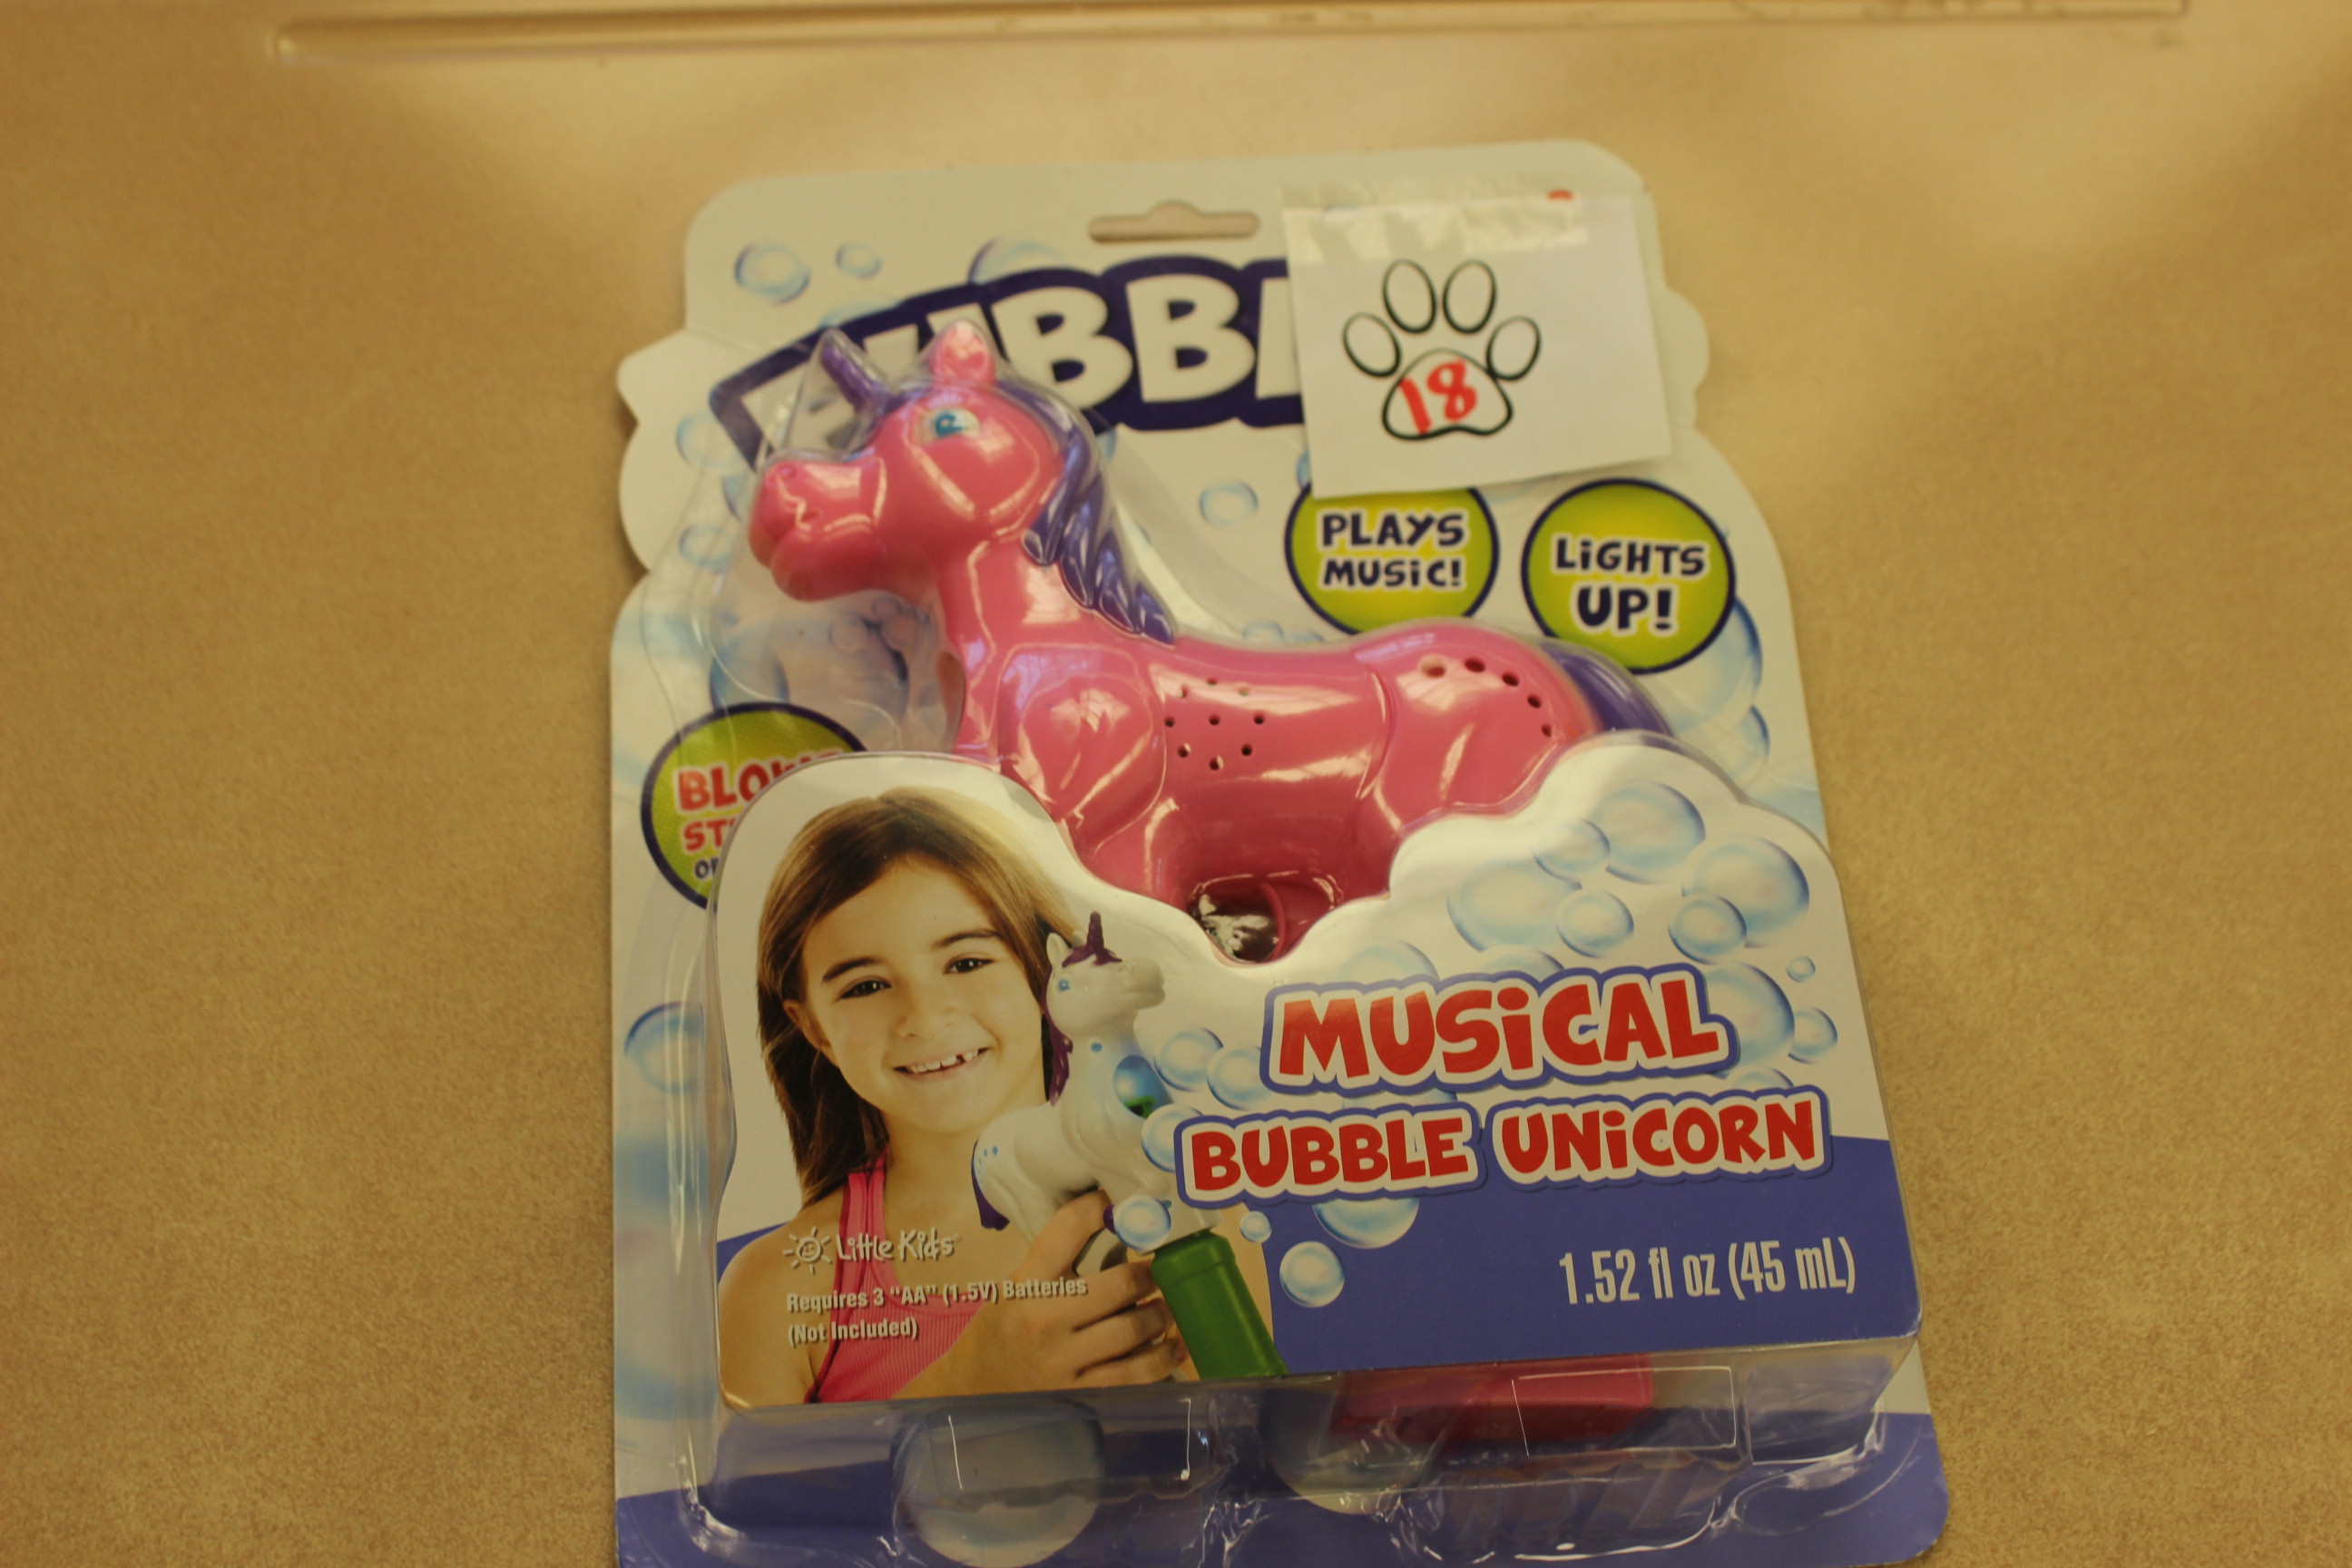 18
PLAYS
MUSiC!
LiGHTS
UP!
MUSiCAL
BUBBLE UNiCORN
1.52 fl oz (45 mL)
Little Kids
Requires 3 "AA" (1.5V) Batteries
(Not Included)